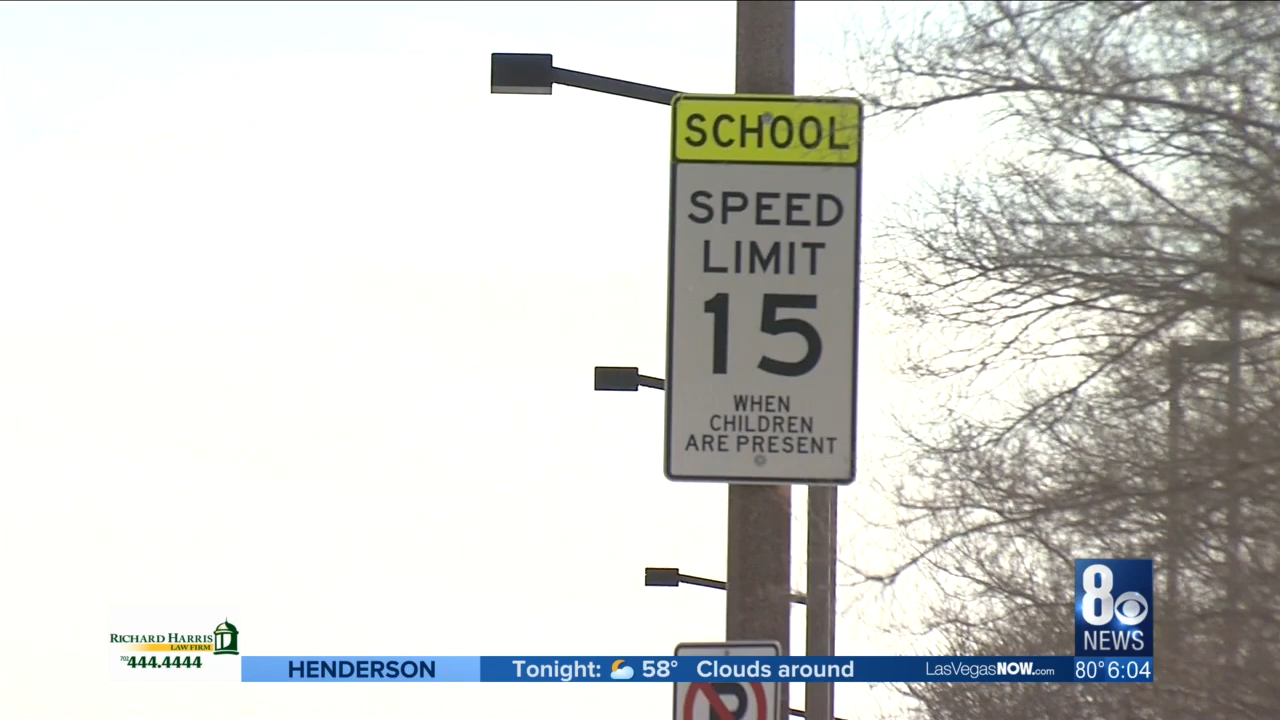 SCHOOL
SPEED
LIMIT
15
WHEN
CHILDREN
ARE PRESENT
P
8
NEWS
RICHARD HARRIS
LAW FIRM
702 444.4444
HENDERSON
Tonight: 58° Clouds around
LasVegasNOW.com
80° 6:04